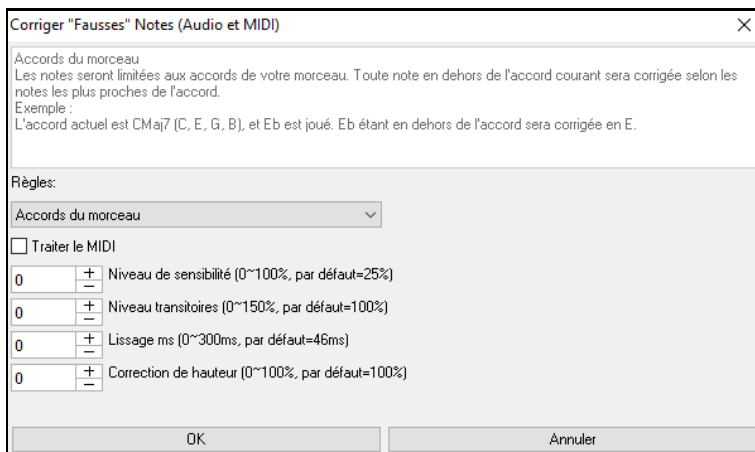 Corriger "Fausses" Notes (Audio et MIDI)
Accords du morceau
Les notes seront limitées aux accords de votre morceau. Toute note en dehors de l'accord courant sera corrigée selon les
notes les plus proches de l'accord.
Exemple :
L'accord actuel est CMaj7 (C, E, G, B), et Eb est joué. Eb étant en dehors de l'accord sera corrigée en E.
Règles:
Accords du morceau
Traiter le MIDI
0 + - Niveau de sensibilité (0~100%, par défaut=25%)
0 + - Niveau transitoires (0~150%, par défaut=100%)
0 + - Lissage ms (0~300ms, par défaut=46ms)
0 + - Correction de hauteur (0~100%, par défaut=100%)
OK Annuler